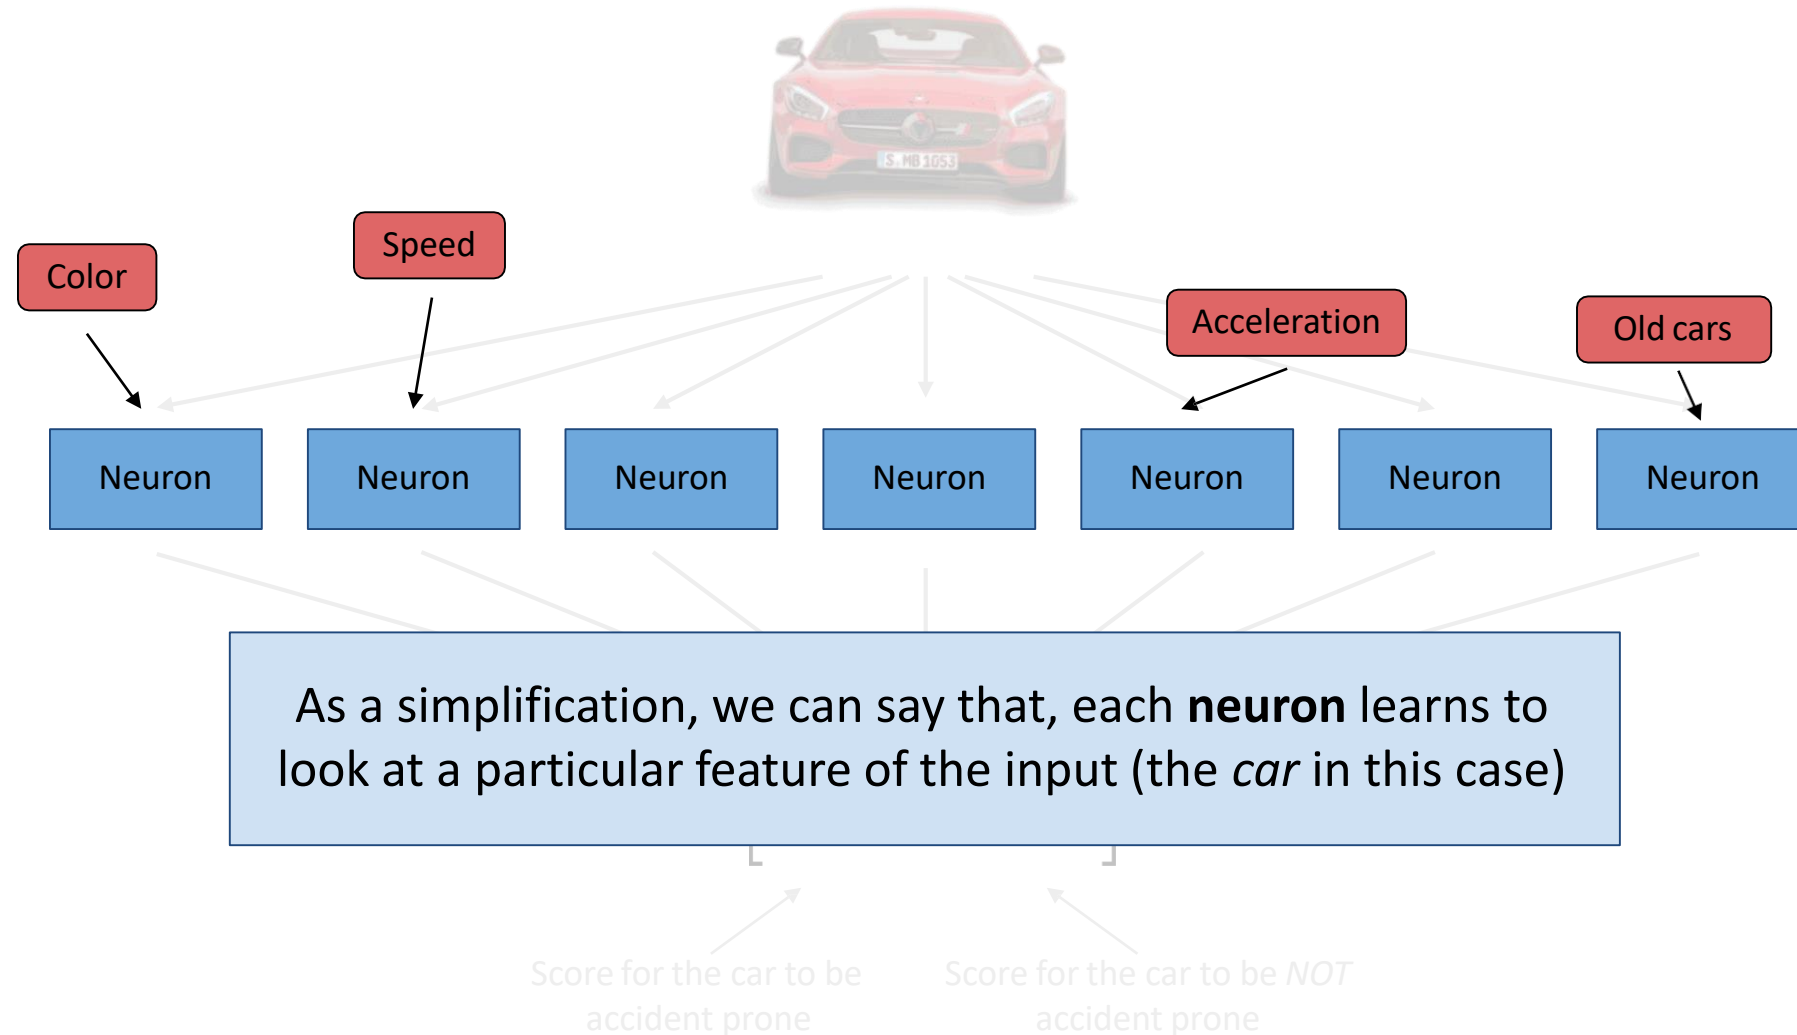 S. MB 1053
Speed
Color
Acceleration
Old cars
Neuron
Neuron
Neuron
Neuron
Neuron
Neuron
Neuron
As a simplification, we can say that, each neuron learns to
look at a particular feature of the input (the car in this case)
Score for the car to be
accident prone
Score for the car to be NOT
accident prone